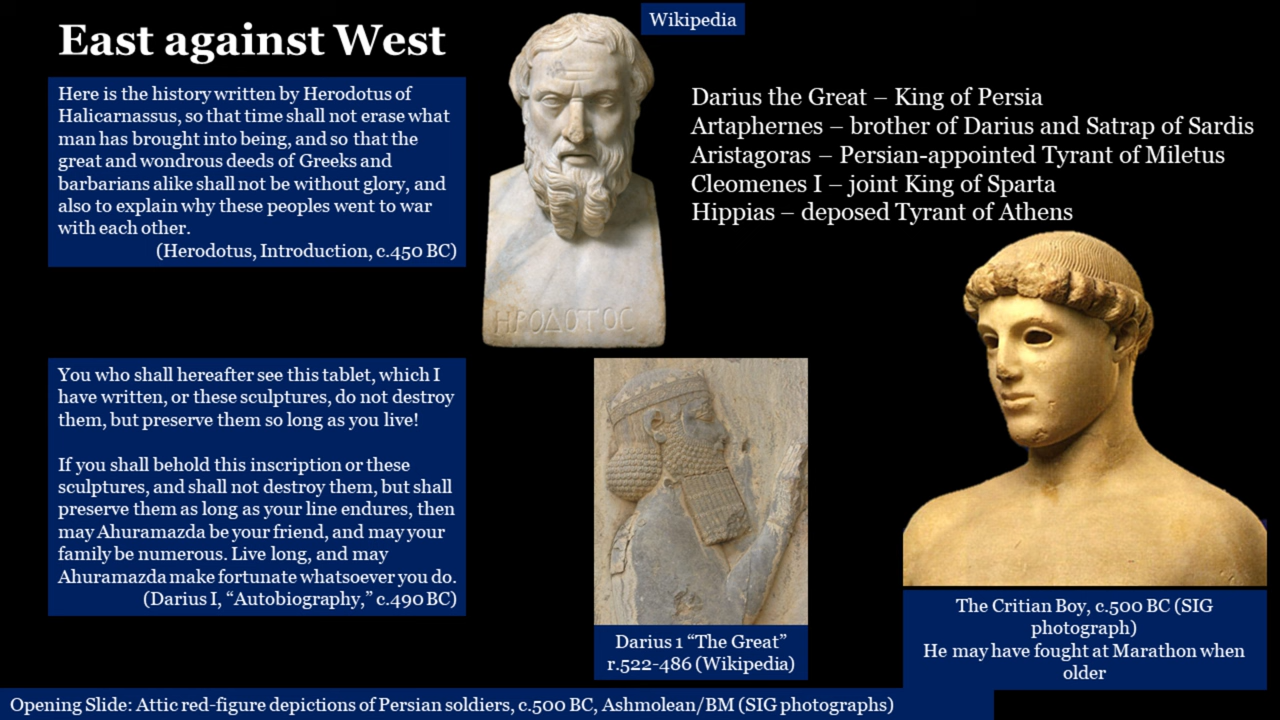 East against West
Wikipedia
Here is the history written by Herodotus of
Halicarnassus, so that time shall not erase what
man has brought into being, and so that the
great and wondrous deeds of Greeks and
barbarians alike shall not be without glory, and
also to explain why these peoples went to war
with each other.
(Herodotus, Introduction, c.450 BC)
Darius the Great – King of Persia
Artaphernes – brother of Darius and Satrap of Sardis
Aristagoras – Persian-appointed Tyrant of Miletus
Cleomenes I – joint King of Sparta
Hippias – deposed Tyrant of Athens
ΗΡΟΔΟΤΟC
You who shall hereafter see this tablet, which I
have written, or these sculptures, do not destroy
them, but preserve them so long as you live!
If you shall behold this inscription or these
sculptures, and shall not destroy them, but shall
preserve them as long as your line endures, then
may Ahuramazda be your friend, and may your
family be numerous. Live long, and may
Ahuramazda make fortunate whatsoever you do.
(Darius I, “Autobiography,” c.490 BC)
Darius 1 “The Great”
r.522-486 (Wikipedia)
The Critian Boy, c.500 BC (SIG
photograph)
He may have fought at Marathon when
older
Opening Slide: Attic red-figure depictions of Persian soldiers, c.500 BC, Ashmolean/BM (SIG photographs)